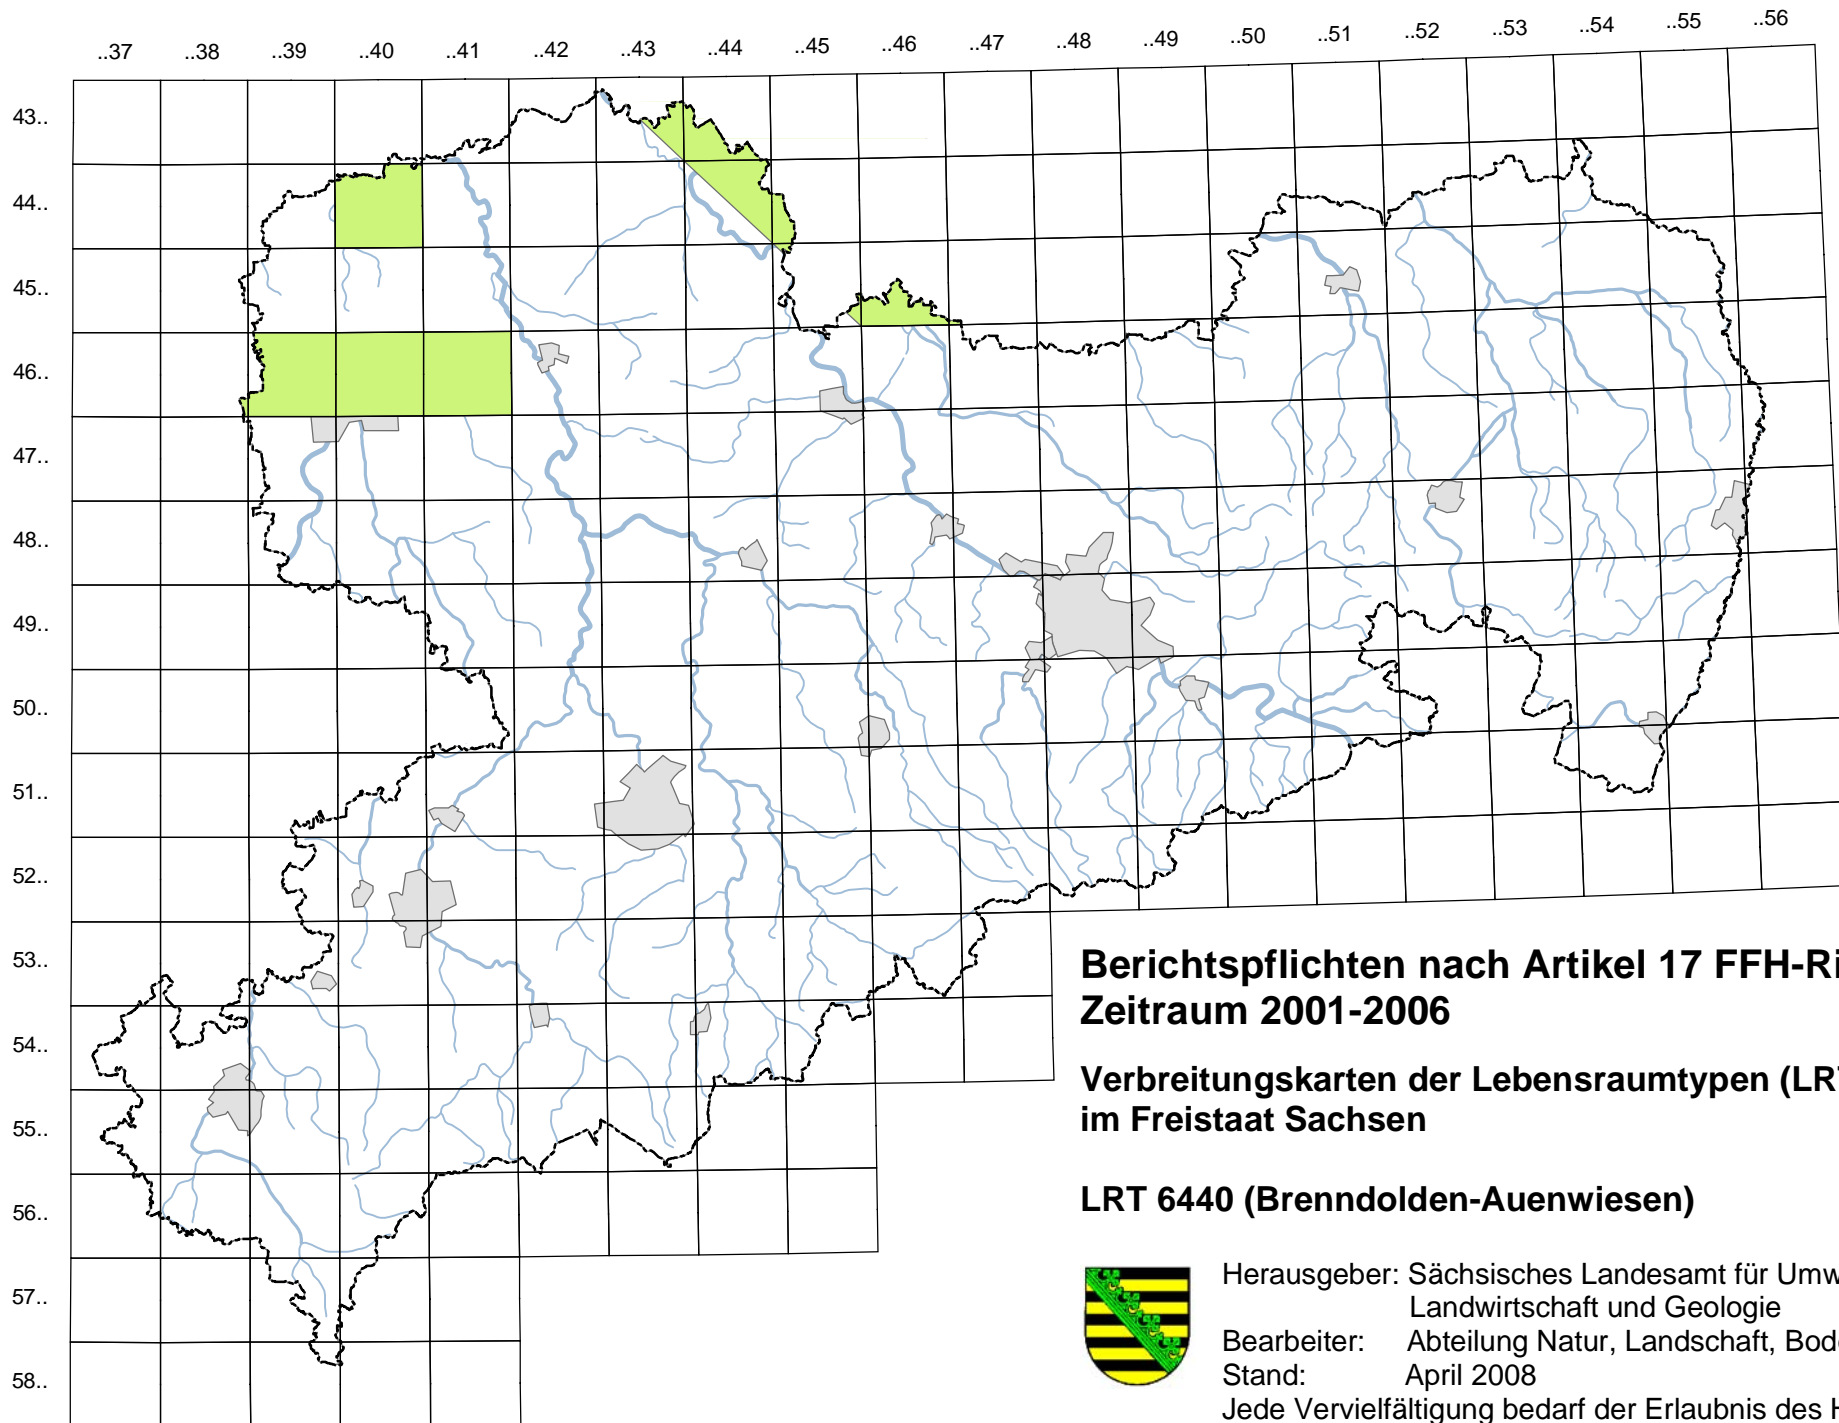 ..37 ..38 ..39 ..40 ..41 ..42 ..43 ..44 ..45 ..46 ..47 ..48 ..49 ..50 ..51 ..52 ..53 ..54 ..55 ..56
43..
44..
45..
46..
47..
48..
49..
50..
51..
52..
53..
54..
55..
56..
57..
58..
Berichtspflichten nach Artikel 17 FFH-Ri
Zeitraum 2001-2006
Verbreitungskarten der Lebensraumtypen (LRT
im Freistaat Sachsen
LRT 6440 (Brenndolden-Auenwiesen)
Herausgeber: Sächsisches Landesamt für Umw
Landwirtschaft und Geologie
Bearbeiter: Abteilung Natur, Landschaft, Bod
Stand: April 2008
Jede Vervielfältigung bedarf der Erlaubnis des H